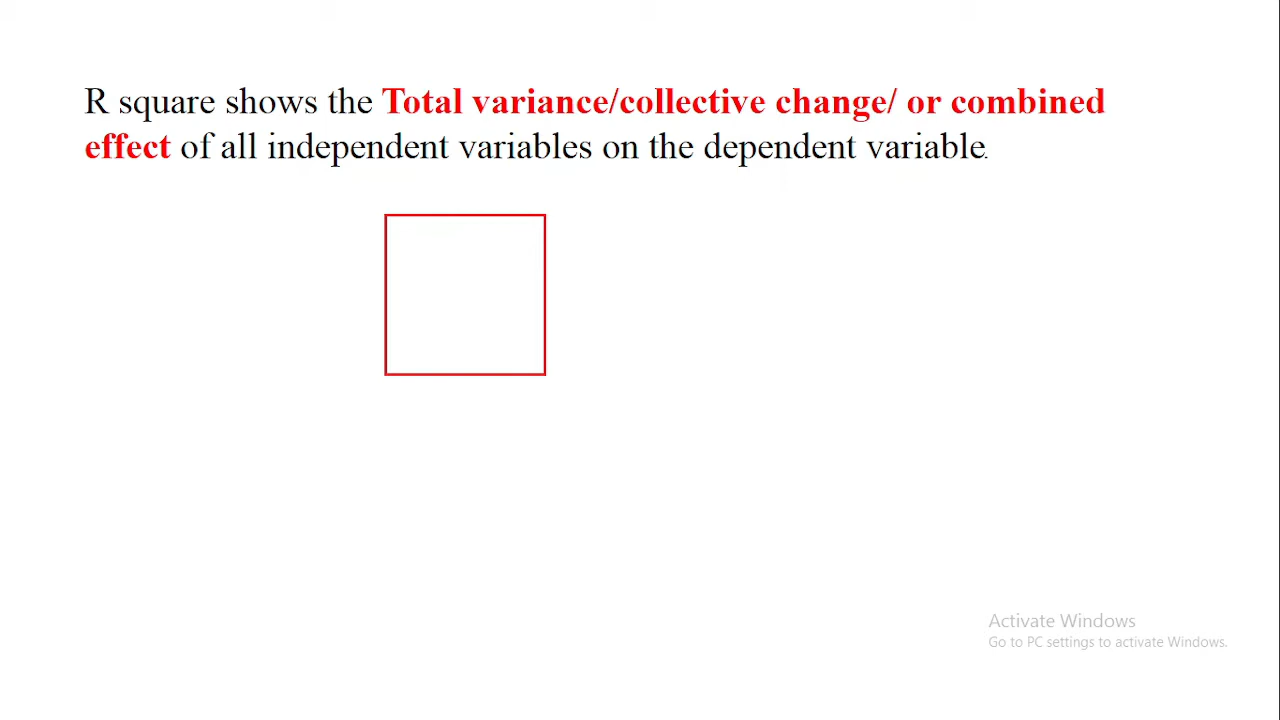 R square shows the Total variance/collective change/ or combined
effect of all independent variables on the dependent variable.
Activate Windows
Go to PC settings to activate Windows.